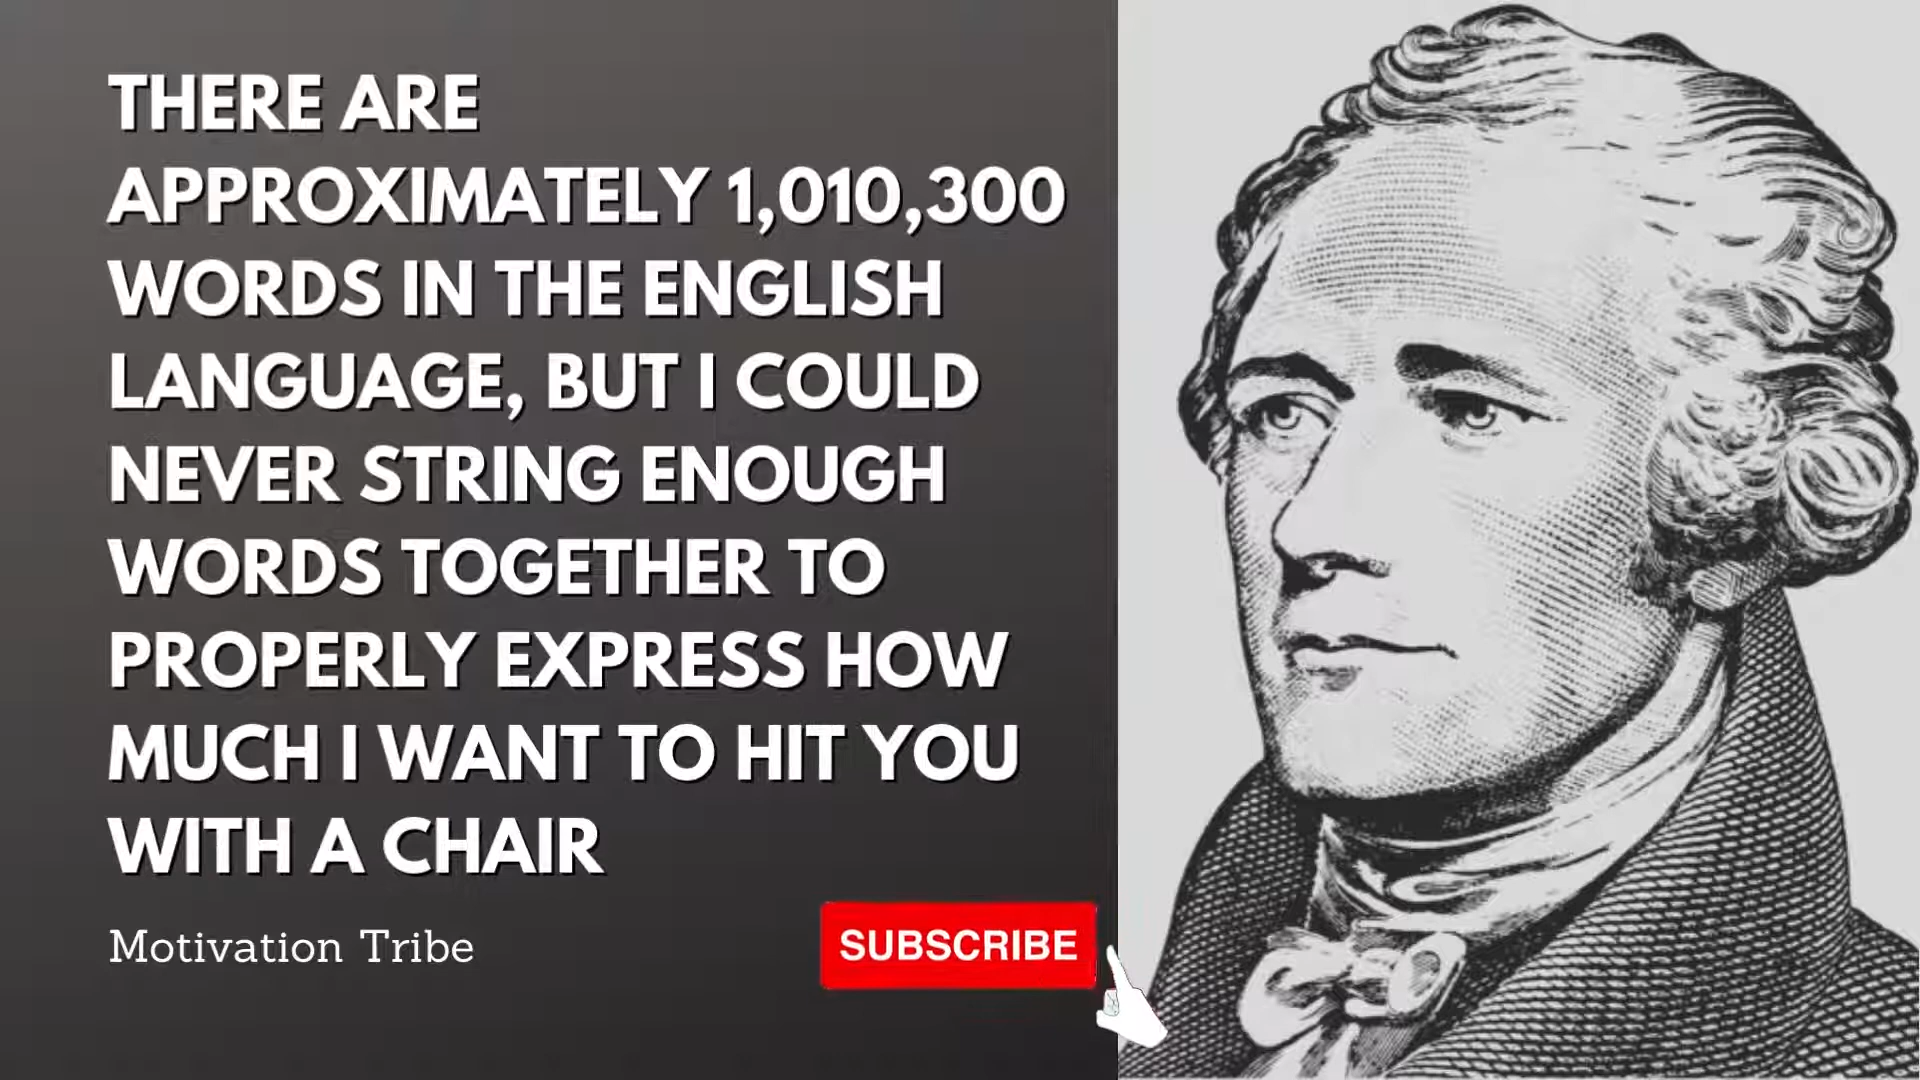 THERE ARE
APPROXIMATELY 1,010,300
WORDS IN THE ENGLISH
LANGUAGE, BUT I COULD
NEVER STRING ENOUGH
WORDS TOGETHER TO
PROPERLY EXPRESS HOW
MUCH I WANT TO HIT YOU
WITH A CHAIR
Motivation Tribe
SUBSCRIBE